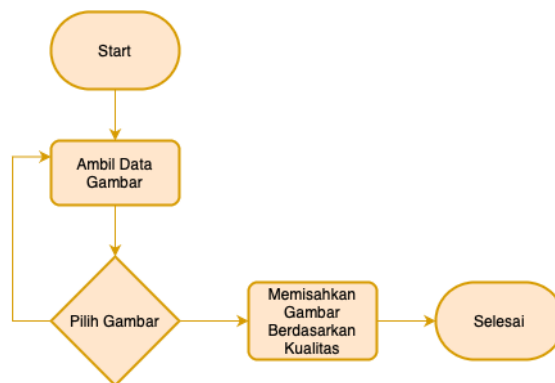 Start
Ambil Data
Gambar
Pilih Gambar
Memisahkan
Gambar
Berdasarkan
Kualitas
Selesai